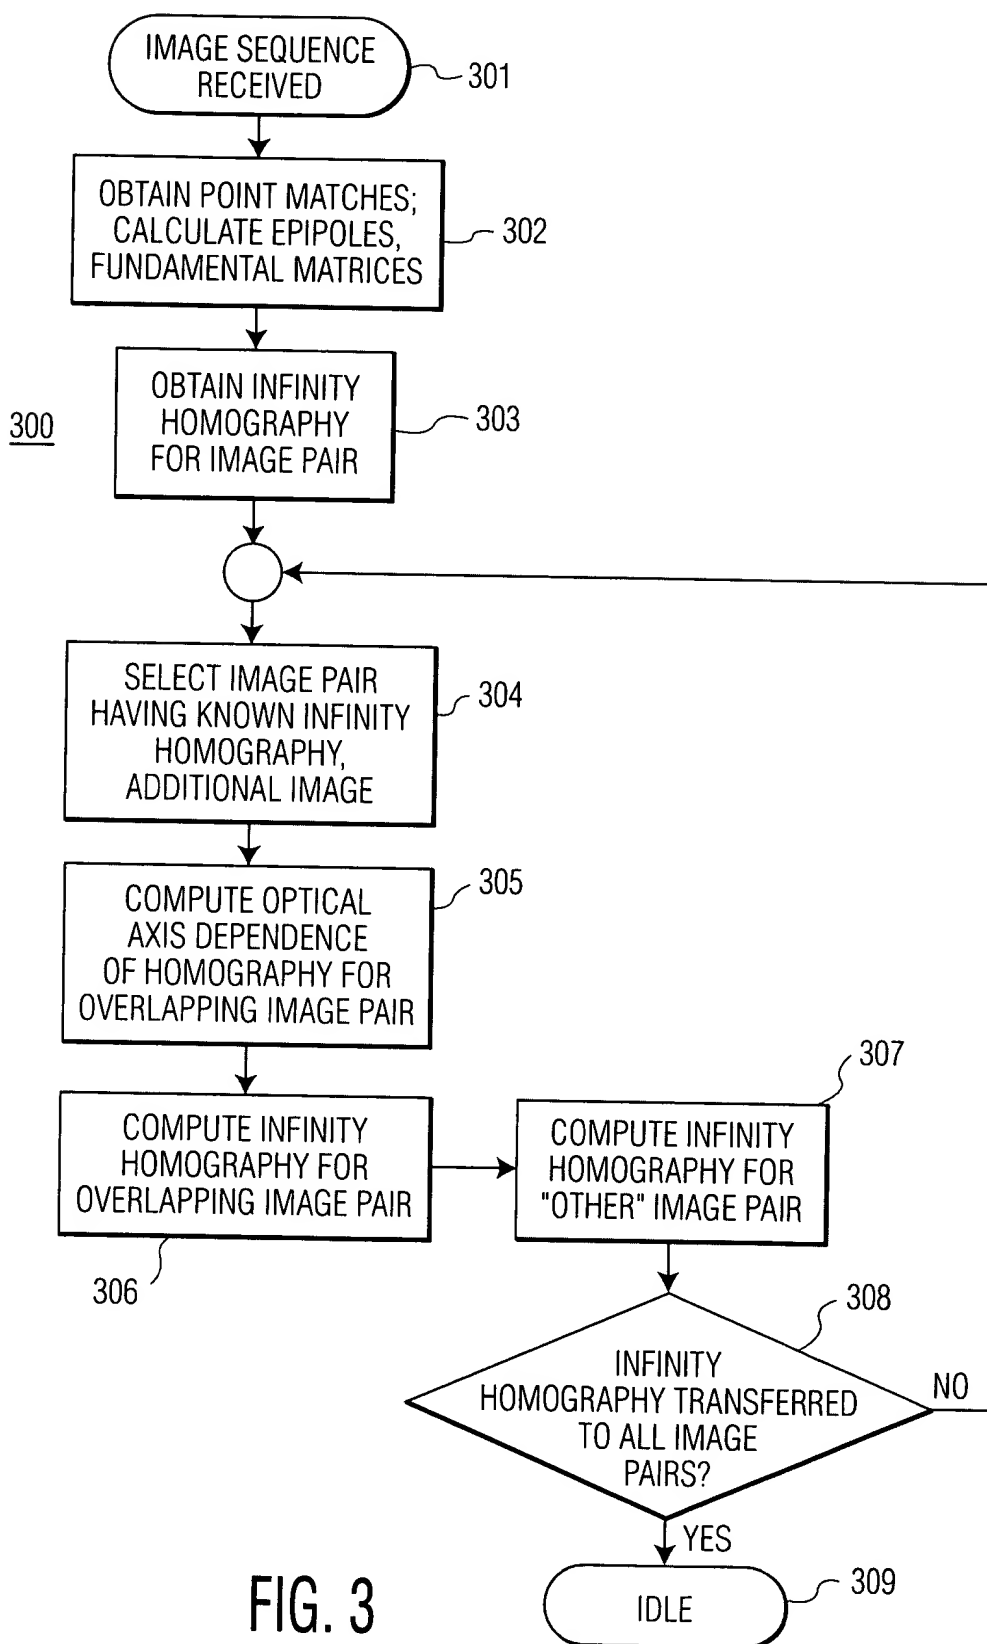 IMAGE SEQUENCE
RECEIVED
301
OBTAIN POINT MATCHES;
CALCULATE EPIPOLES,
FUNDAMENTAL MATRICES
302
OBTAIN INFINITY
HOMOGRAPHY
FOR IMAGE PAIR
303
300
SELECT IMAGE PAIR
HAVING KNOWN INFINITY
HOMOGRAPHY,
ADDITIONAL IMAGE
304
COMPUTE OPTICAL
AXIS DEPENDENCE
OF HOMOGRAPHY FOR
OVERLAPPING IMAGE PAIR
305
COMPUTE INFINITY
HOMOGRAPHY FOR
OVERLAPPING IMAGE PAIR
306
307
COMPUTE INFINITY
HOMOGRAPHY FOR
"OTHER" IMAGE PAIR
308
INFINITY
HOMOGRAPHY TRANSFERRED
TO ALL IMAGE
PAIRS?
NO
YES
IDLE
309
FIG. 3